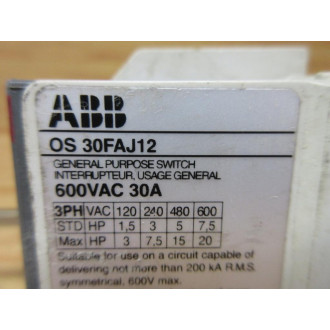 ABB
OS 30FAJ12
GENERAL PURPOSE SWITCH
INTERRUPTEUR, USAGE GENERAL
600VAC 30A
3PH VAC 120 240 480 600
STD HP 1,5 3 5 7,5
Max HP 3 7,5 15 20
Suitable for use on a circuit capable of
delivering not more than 200 kA R.M.S.
symmetrical, 600V max.